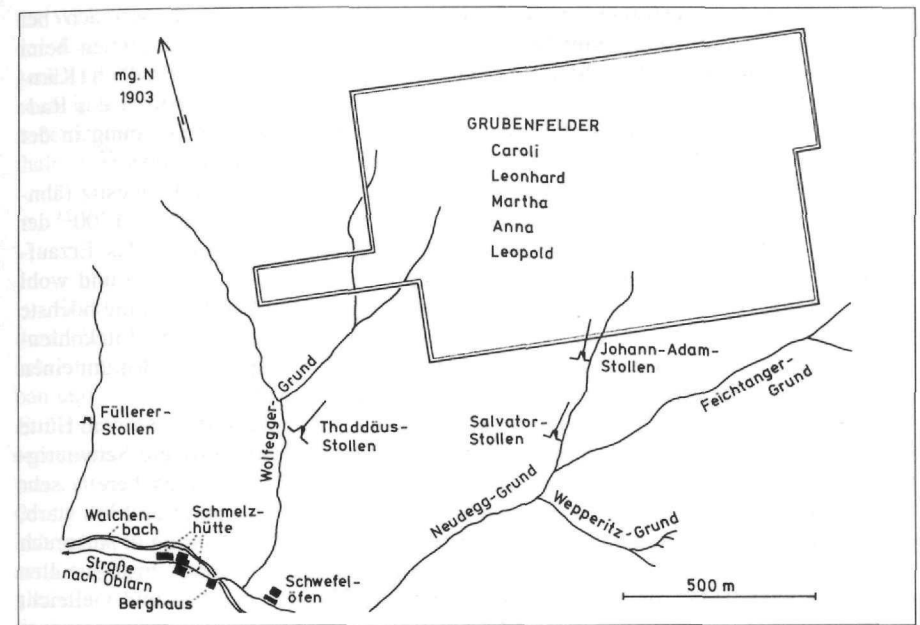 mg. N
1903
GRUBENFELDER
Caroli
Leonhard
Martha
Anna
Leopold
Johann-Adam-
Stollen
Feichtanger-
Grund
Wolfegger-
Grund
Füllerer-
Stollen
Thaddäus-
Stollen
Salvator-
Stollen
Neudegg-Grund
Wepperitz-Grund
Walchen-
bach
Schmelz-
hütte
Straße
nach Öblarn
Berghaus
Schwefel-
öfen
500 m